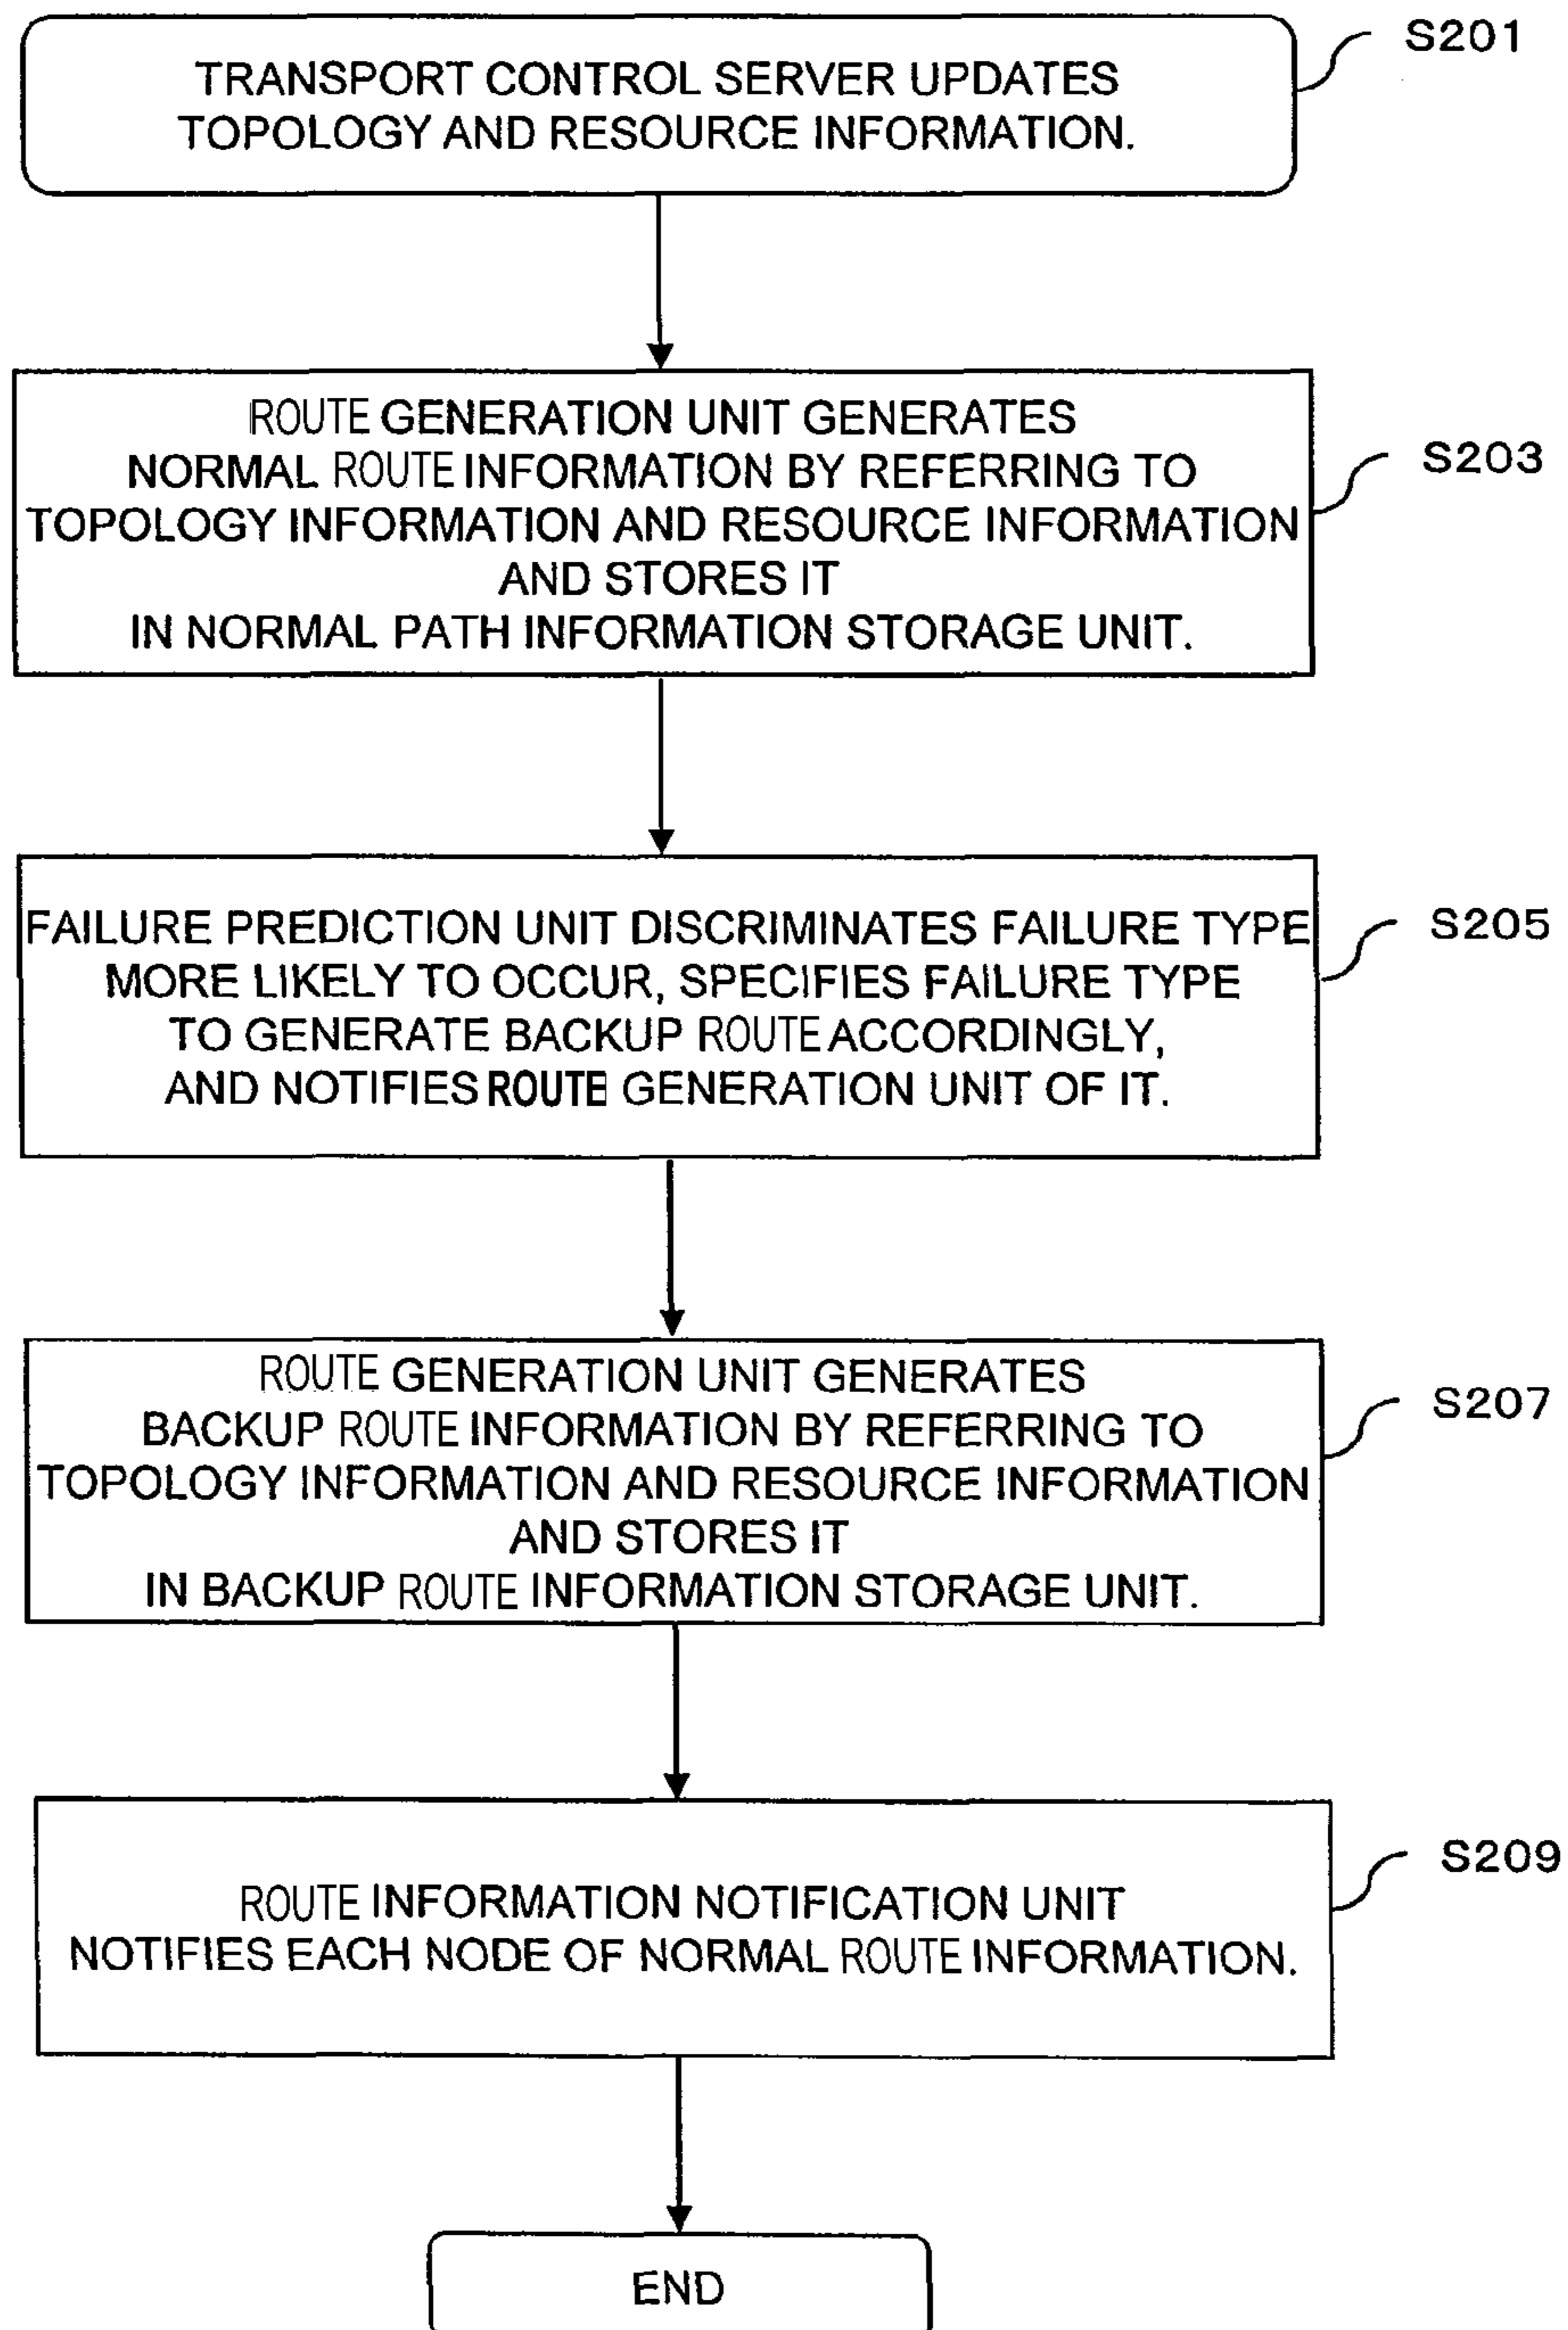 S201
TRANSPORT CONTROL SERVER UPDATES
TOPOLOGY AND RESOURCE INFORMATION.
ROUTE GENERATION UNIT GENERATES
NORMAL ROUTE INFORMATION BY REFERRING TO
TOPOLOGY INFORMATION AND RESOURCE INFORMATION
AND STORES IT
IN NORMAL PATH INFORMATION STORAGE UNIT.
S203
FAILURE PREDICTION UNIT DISCRIMINATES FAILURE TYPE
MORE LIKELY TO OCCUR, SPECIFIES FAILURE TYPE
TO GENERATE BACKUP ROUTE ACCORDINGLY,
AND NOTIFIES ROUTE GENERATION UNIT OF IT.
S205
ROUTE GENERATION UNIT GENERATES
BACKUP ROUTE INFORMATION BY REFERRING TO
TOPOLOGY INFORMATION AND RESOURCE INFORMATION
AND STORES IT
IN BACKUP ROUTE INFORMATION STORAGE UNIT.
S207
ROUTE INFORMATION NOTIFICATION UNIT
NOTIFIES EACH NODE OF NORMAL ROUTE INFORMATION.
S209
END